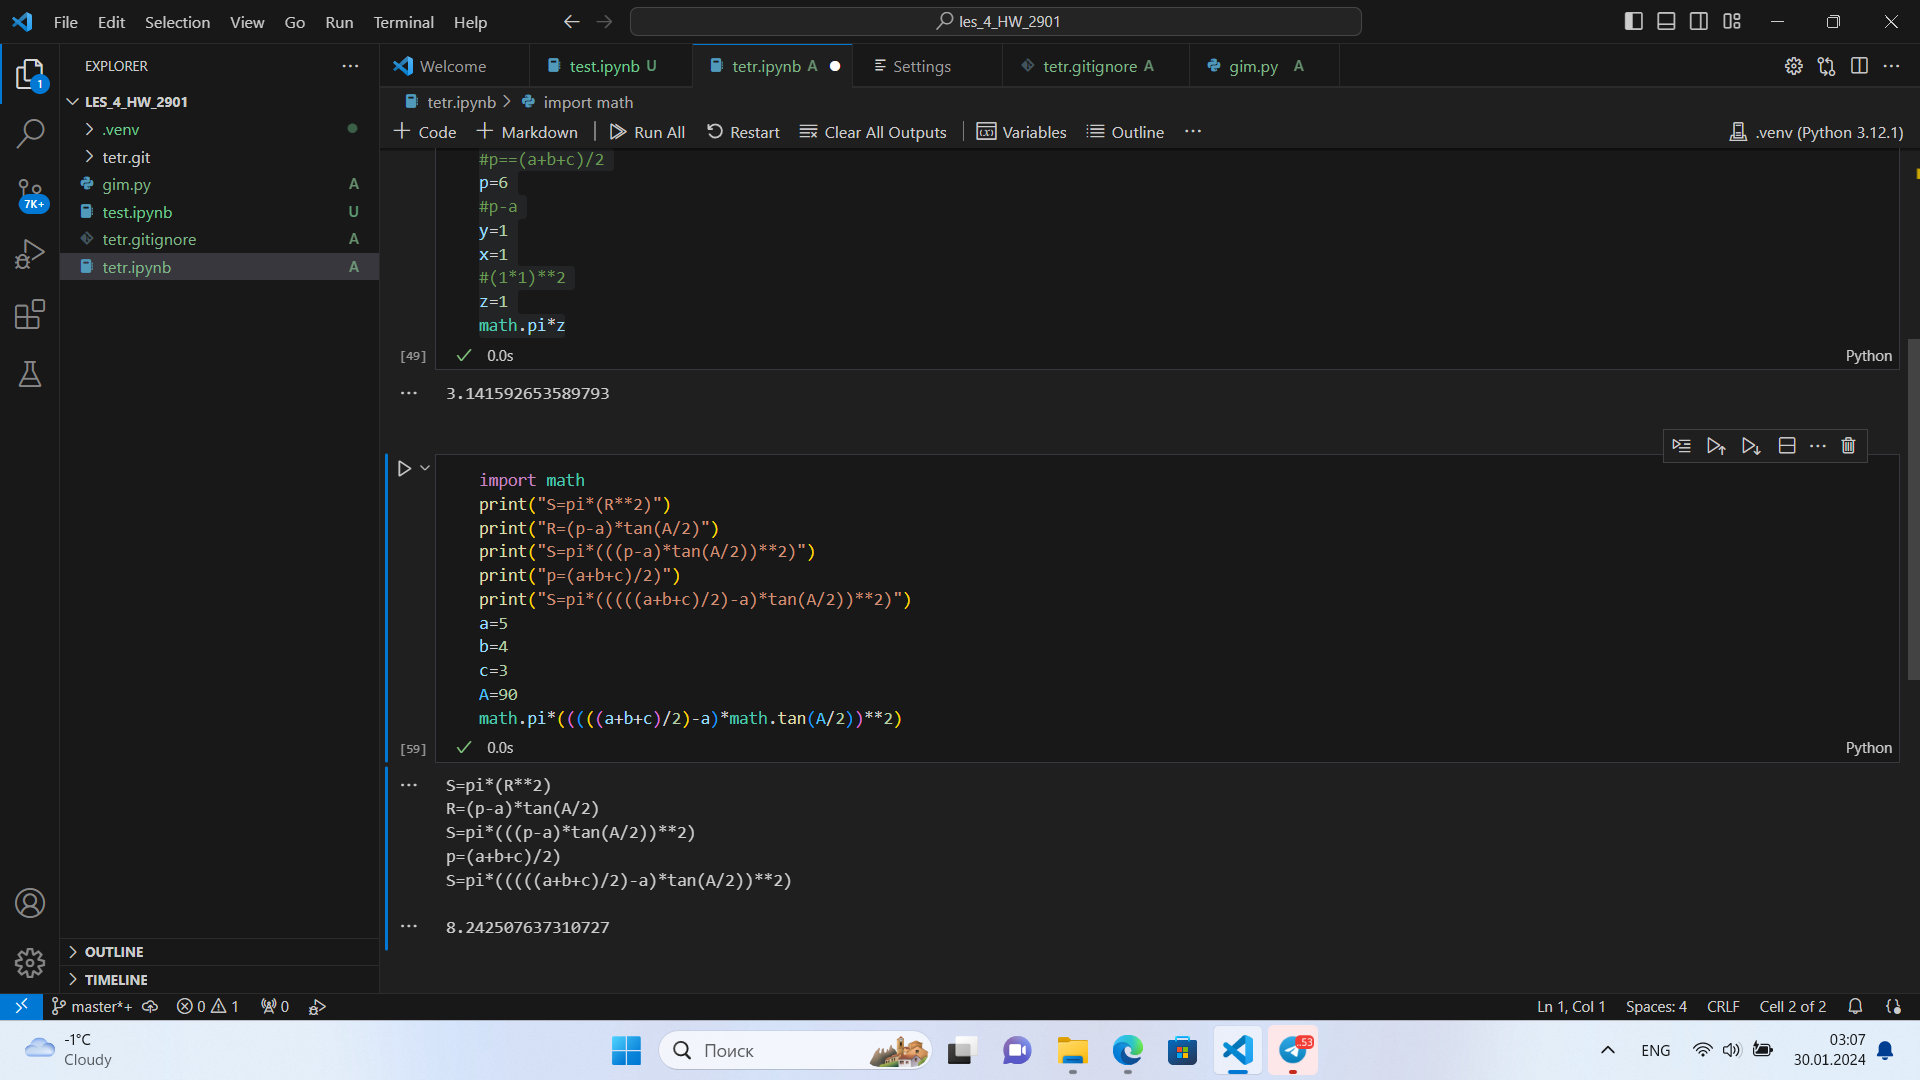 File Edit Selection View Go Run Terminal Help
les_4_HW_2901
EXPLORER
Welcome
test.ipynb U
tetr.ipynb A
Settings
tetr.gitignore A
gim.py A
1
LES_4_HW_2901
.venv
tetr.git
gim.py A
test.ipynb U
tetr.gitignore A
tetr.ipynb A
7K+
tetr.ipynb > import math
+ Code + Markdown Run All Restart Clear All Outputs Variables Outline ...
.venv (Python 3.12.1)
#p==(a+b+c)/2
p=6
#p-a
y=1
x=1
#(1*1)**2
z=1
math.pi*z
[49] 0.0s Python
3.141592653589793
import math
print("S=pi*(R**2)")
print("R=(p-a)*tan(A/2)")
print("S=pi*(((p-a)*tan(A/2))**2)")
print("p=(a+b+c)/2)")
print("S=pi*(((((a+b+c)/2)-a)*tan(A/2))**2)")
a=5
b=4
c=3
A=90
math.pi*(((((a+b+c)/2)-a)*math.tan(A/2))**2)
[59] 0.0s Python
S=pi*(R**2)
R=(p-a)*tan(A/2)
S=pi*(((p-a)*tan(A/2))**2)
p=(a+b+c)/2)
S=pi*(((((a+b+c)/2)-a)*tan(A/2))**2)
8.242507637310727
OUTLINE
TIMELINE
master*+ 0 1 0
Ln 1, Col 1 Spaces: 4 CRLF Cell 2 of 2
-1°C
Cloudy
Поиск
53
ENG
03:07
30.01.2024